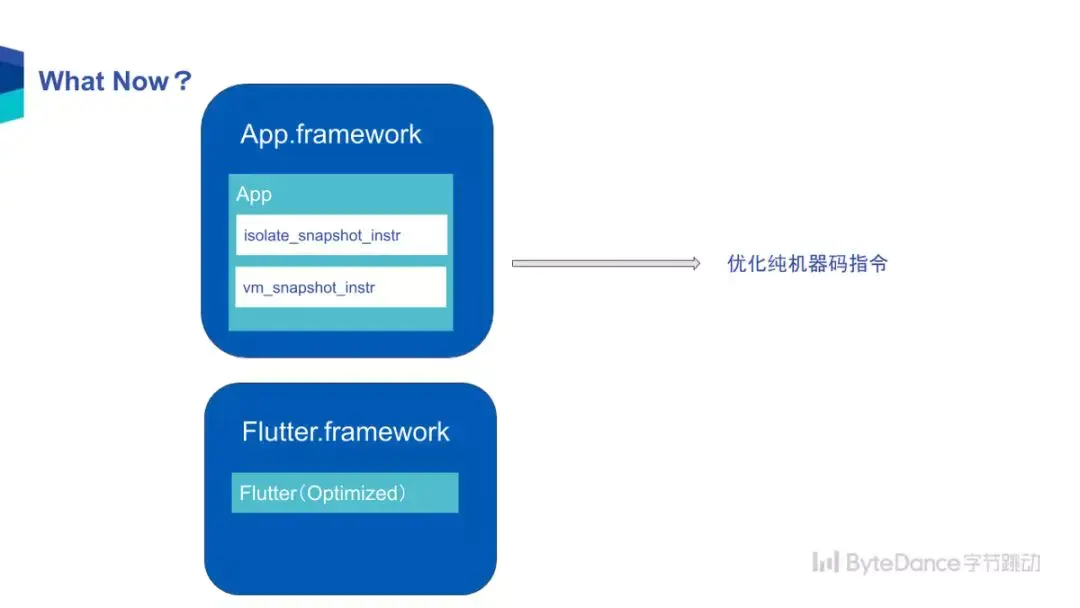 What Now？
App.framework
App
isolate_snapshot_instr
vm_snapshot_instr
优化纯机器码指令
Flutter.framework
Flutter（Optimized）
ByteDance字节跳动